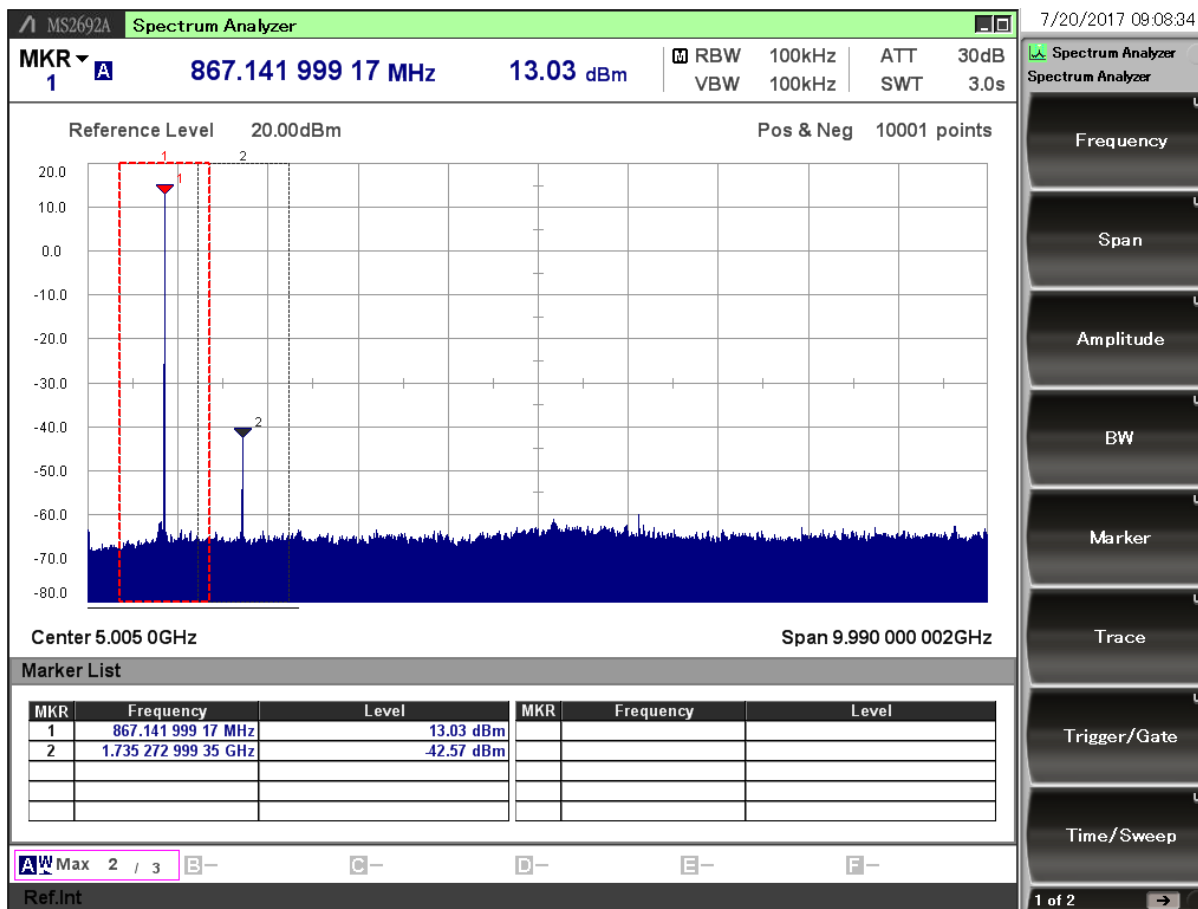 MS2692A Spectrum Analyzer
7/20/2017 09:08:34
MKR A 867.141 999 17 MHz 13.03 dBm M RBW 100kHz ATT 30dB
1 VBW 100kHz SWT 3.0s
Reference Level 20.00dBm Pos & Neg 10001 points
1 2
1
20.0
10.0
0.0
-10.0
-20.0
-30.0
-40.0
2
-50.0
-60.0
-70.0
-80.0
Center 5.005 0GHz Span 9.990 000 002GHz
Marker List
MKR Frequency Level MKR Frequency Level
1 867.141 999 17 MHz 13.03 dBm
2 1.735 272 999 35 GHz -42.57 dBm
A W Max 2 / 3 B- C- D- E- F-
Ref.Int
Spectrum Analyzer
Spectrum Analyzer
Frequency
Span
Amplitude
BW
Marker
Trace
Trigger/Gate
Time/Sweep
1 of 2